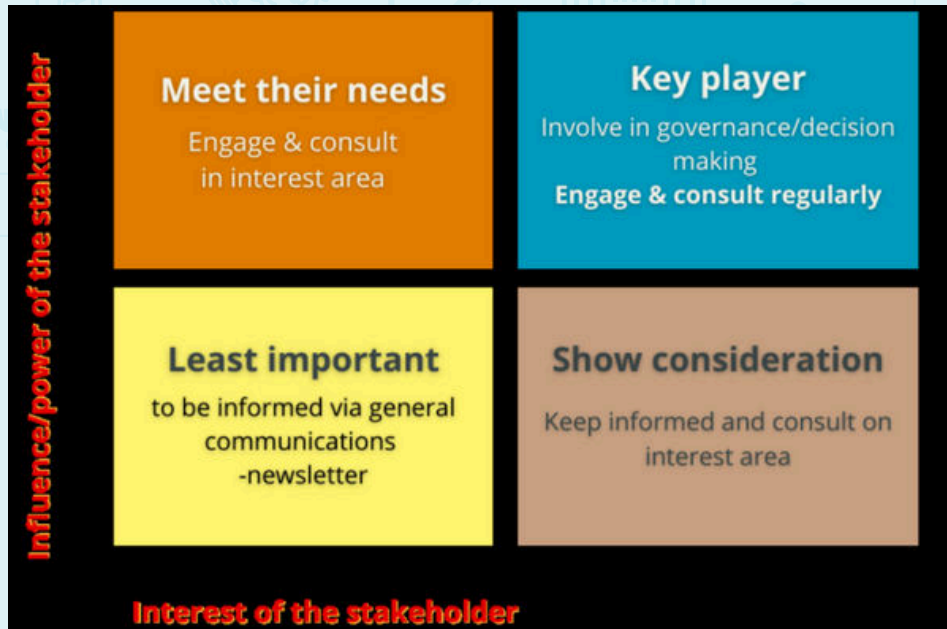 Influence/power of the stakeholder
Meet their needs
Engage & consult
in interest area
Key player
Involve in governance/decision
making
Engage & consult regularly
Least important
to be informed via general
communications
-newsletter
Show consideration
Keep informed and consult on
interest area
Interest of the stakeholder